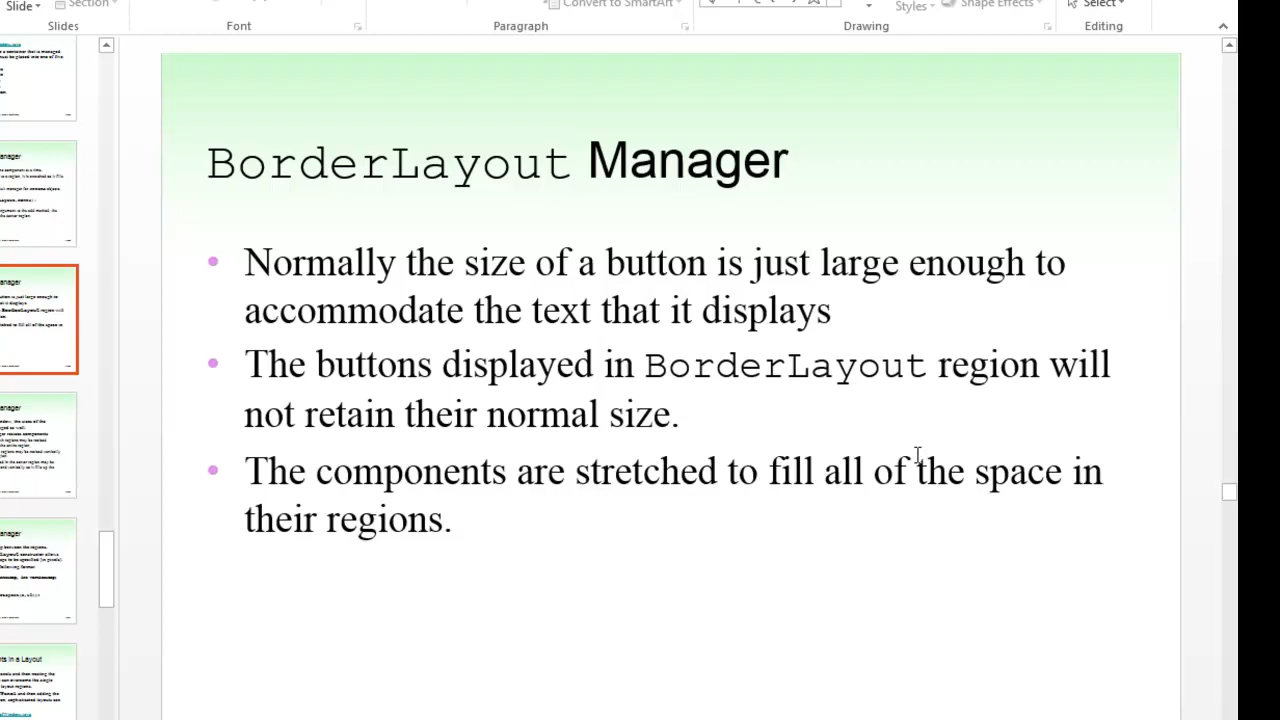 Slide
Section
Convert to SmartArt
Styles
Shape Effects
Select
Slides
Font
Paragraph
Drawing
Editing
BorderLayout Manager
• Normally the size of a button is just large enough to
accommodate the text that it displays
• The buttons displayed in BorderLayout region will
not retain their normal size.
• The components are stretched to fill all of the space in
their regions.